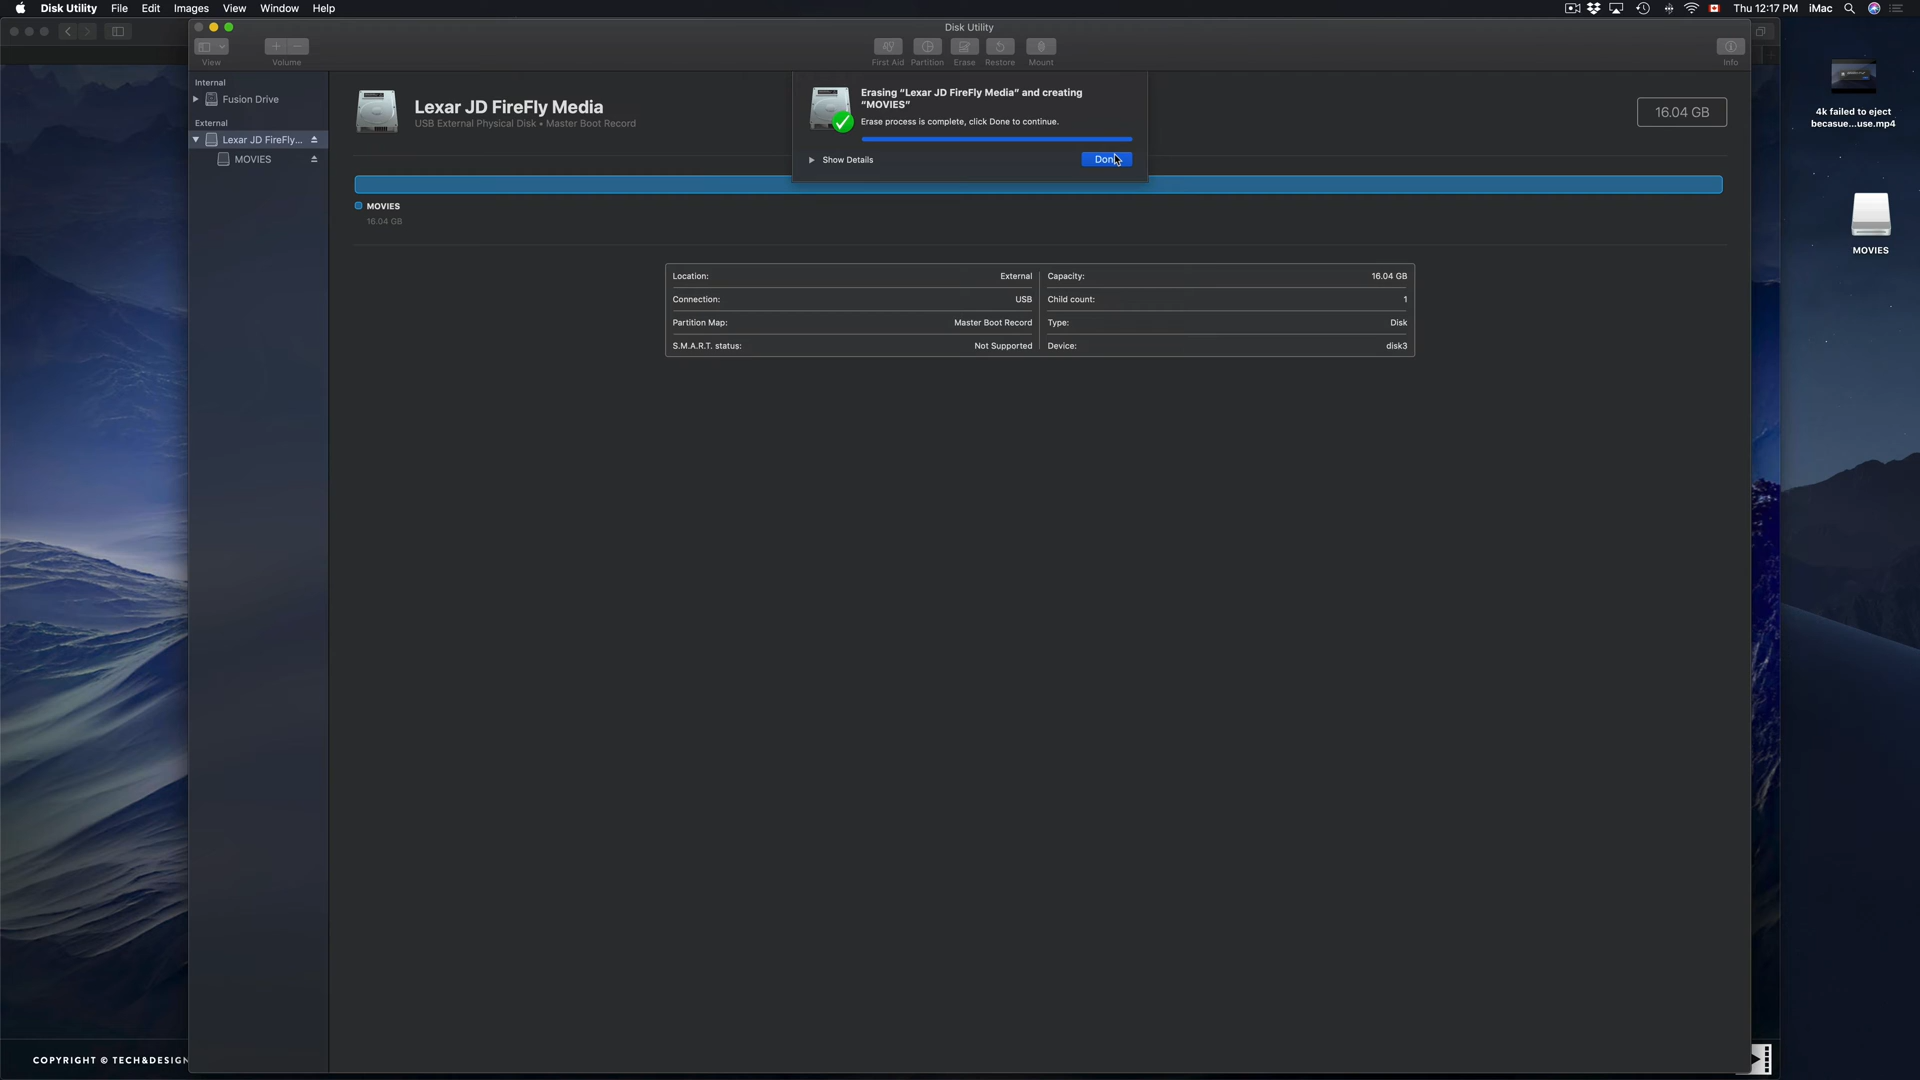 Disk Utility File Edit Images View Window Help
Thu 12:17 PM iMac
Disk Utility
View
Volume
First Aid Partition Erase Restore Mount
Info
Internal
Fusion Drive
External
Lexar JD FireFly...
MOVIES
Lexar JD FireFly Media
USB External Physical Disk • Master Boot Record
16.04 GB
Erasing “Lexar JD FireFly Media” and creating
“MOVIES”
Erase process is complete, click Done to continue.
Show Details
Done
MOVIES
16.04 GB
Location: External
Capacity: 16.04 GB
Connection: USB
Child count: 1
Partition Map: Master Boot Record
Type: Disk
S.M.A.R.T. status: Not Supported
Device: disk3
4k failed to eject
becasue...use.mp4
MOVIES
COPYRIGHT © TECH&DESIGN